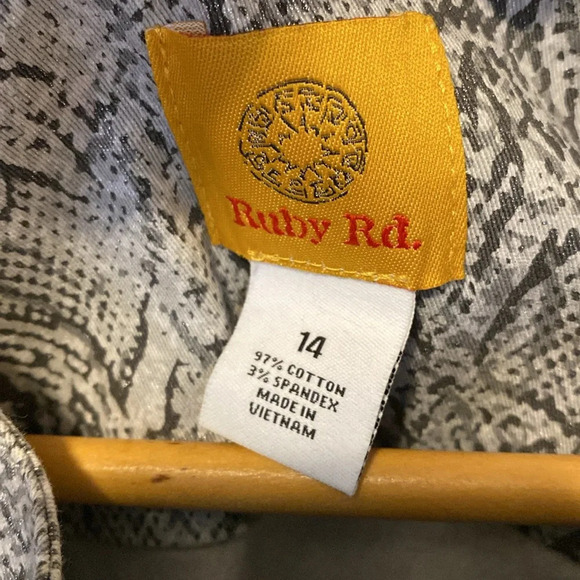 Ruby Rd.
14
97% COTTON
3% SPANDEX
MADE IN
VIETNAM